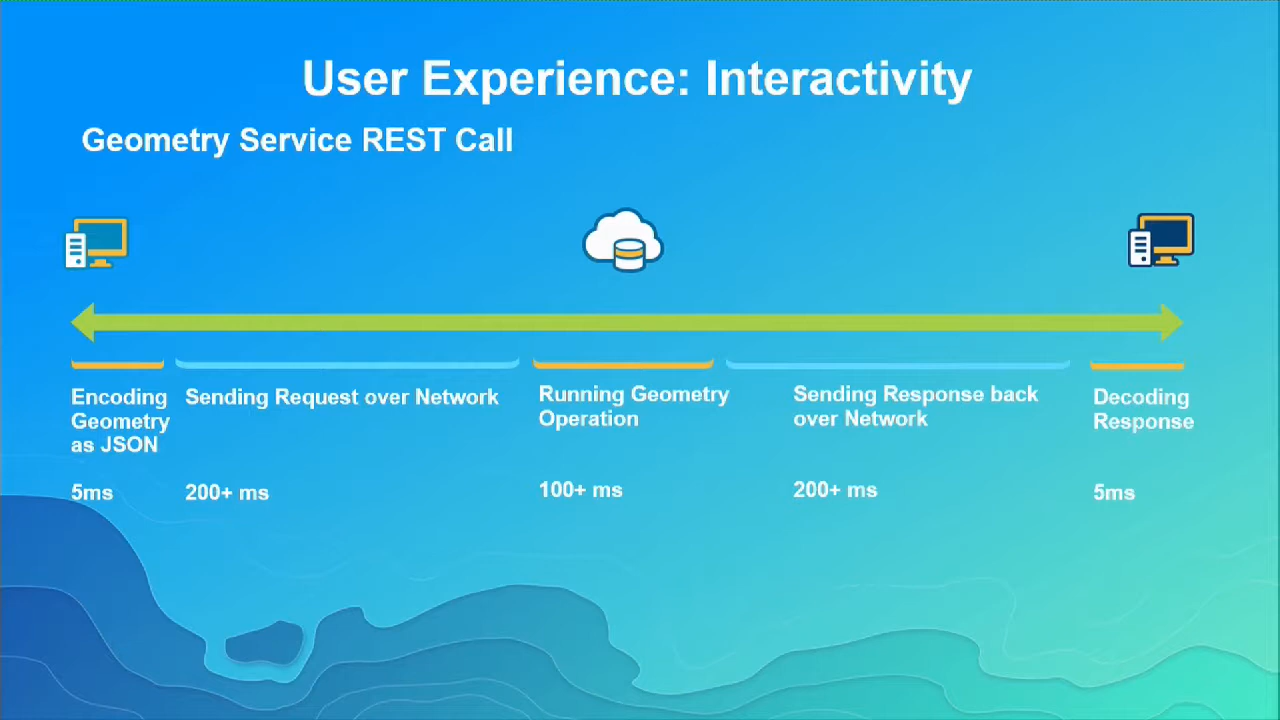 User Experience: Interactivity
Geometry Service REST Call
Encoding
Geometry
as JSON
5ms
Sending Request over Network
200+ ms
Running Geometry
Operation
100+ ms
Sending Response back
over Network
200+ ms
Decoding
Response
5ms